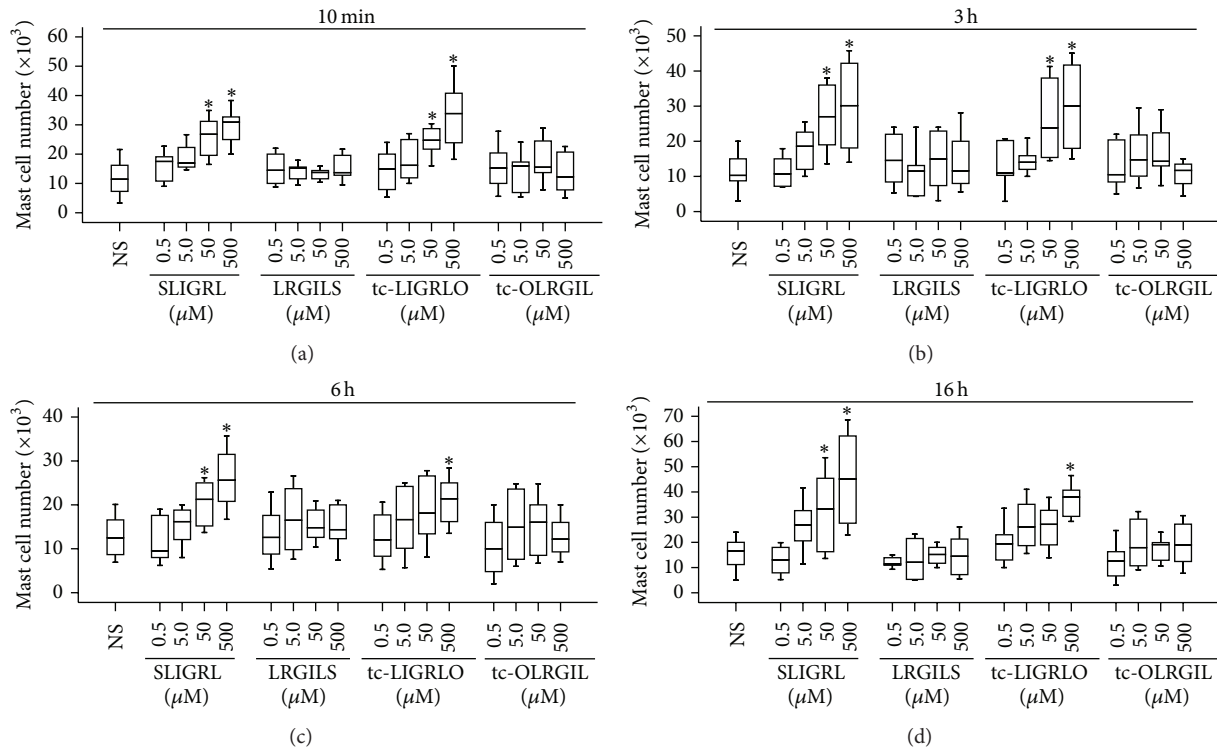 10 min
Mast cell number (×10³)
60
50
40
30
20
10
0
* * * *
NS 0.5 5.0 50 500 0.5 5.0 50 500 0.5 5.0 50 500 0.5 5.0 50 500
SLIGRL LRGILS tc-LIGRLO tc-OLRGIL
(μM) (μM) (μM) (μM)
(a)
3 h
Mast cell number (×10³)
50
40
30
20
10
0
* * * *
NS 0.5 5.0 50 500 0.5 5.0 50 500 0.5 5.0 50 500 0.5 5.0 50 500
SLIGRL LRGILS tc-LIGRLO tc-OLRGIL
(μM) (μM) (μM) (μM)
(b)
6 h
Mast cell number (×10³)
40
30
20
10
0
* * *
NS 0.5 5.0 50 500 0.5 5.0 50 500 0.5 5.0 50 500 0.5 5.0 50 500
SLIGRL LRGILS tc-LIGRLO tc-OLRGIL
(μM) (μM) (μM) (μM)
(c)
16 h
Mast cell number (×10³)
70
60
50
40
30
20
10
0
* * *
NS 0.5 5.0 50 500 0.5 5.0 50 500 0.5 5.0 50 500 0.5 5.0 50 500
SLIGRL LRGILS tc-LIGRLO tc-OLRGIL
(μM) (μM) (μM) (μM)
(d)